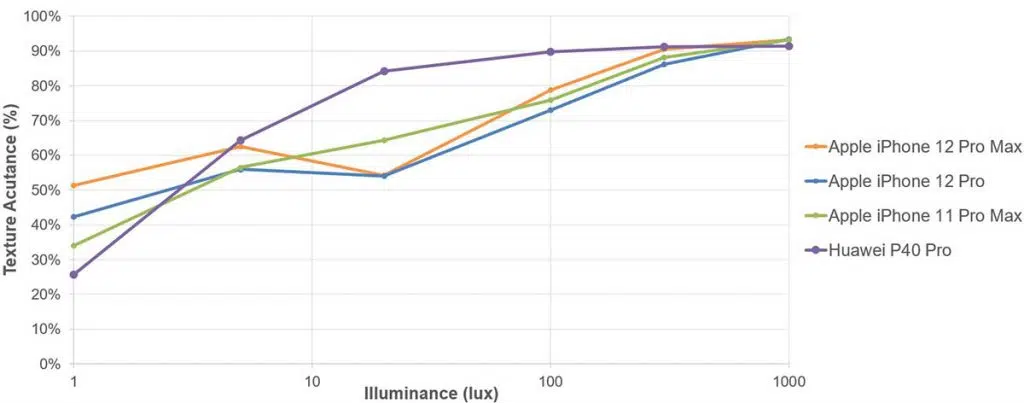 100%
90%
80%
70%
60%
50%
40%
30%
20%
10%
0%
Texture Acutance (%)
1
10
100
1000
Illuminance (lux)
Apple iPhone 12 Pro Max
Apple iPhone 12 Pro
Apple iPhone 11 Pro Max
Huawei P40 Pro